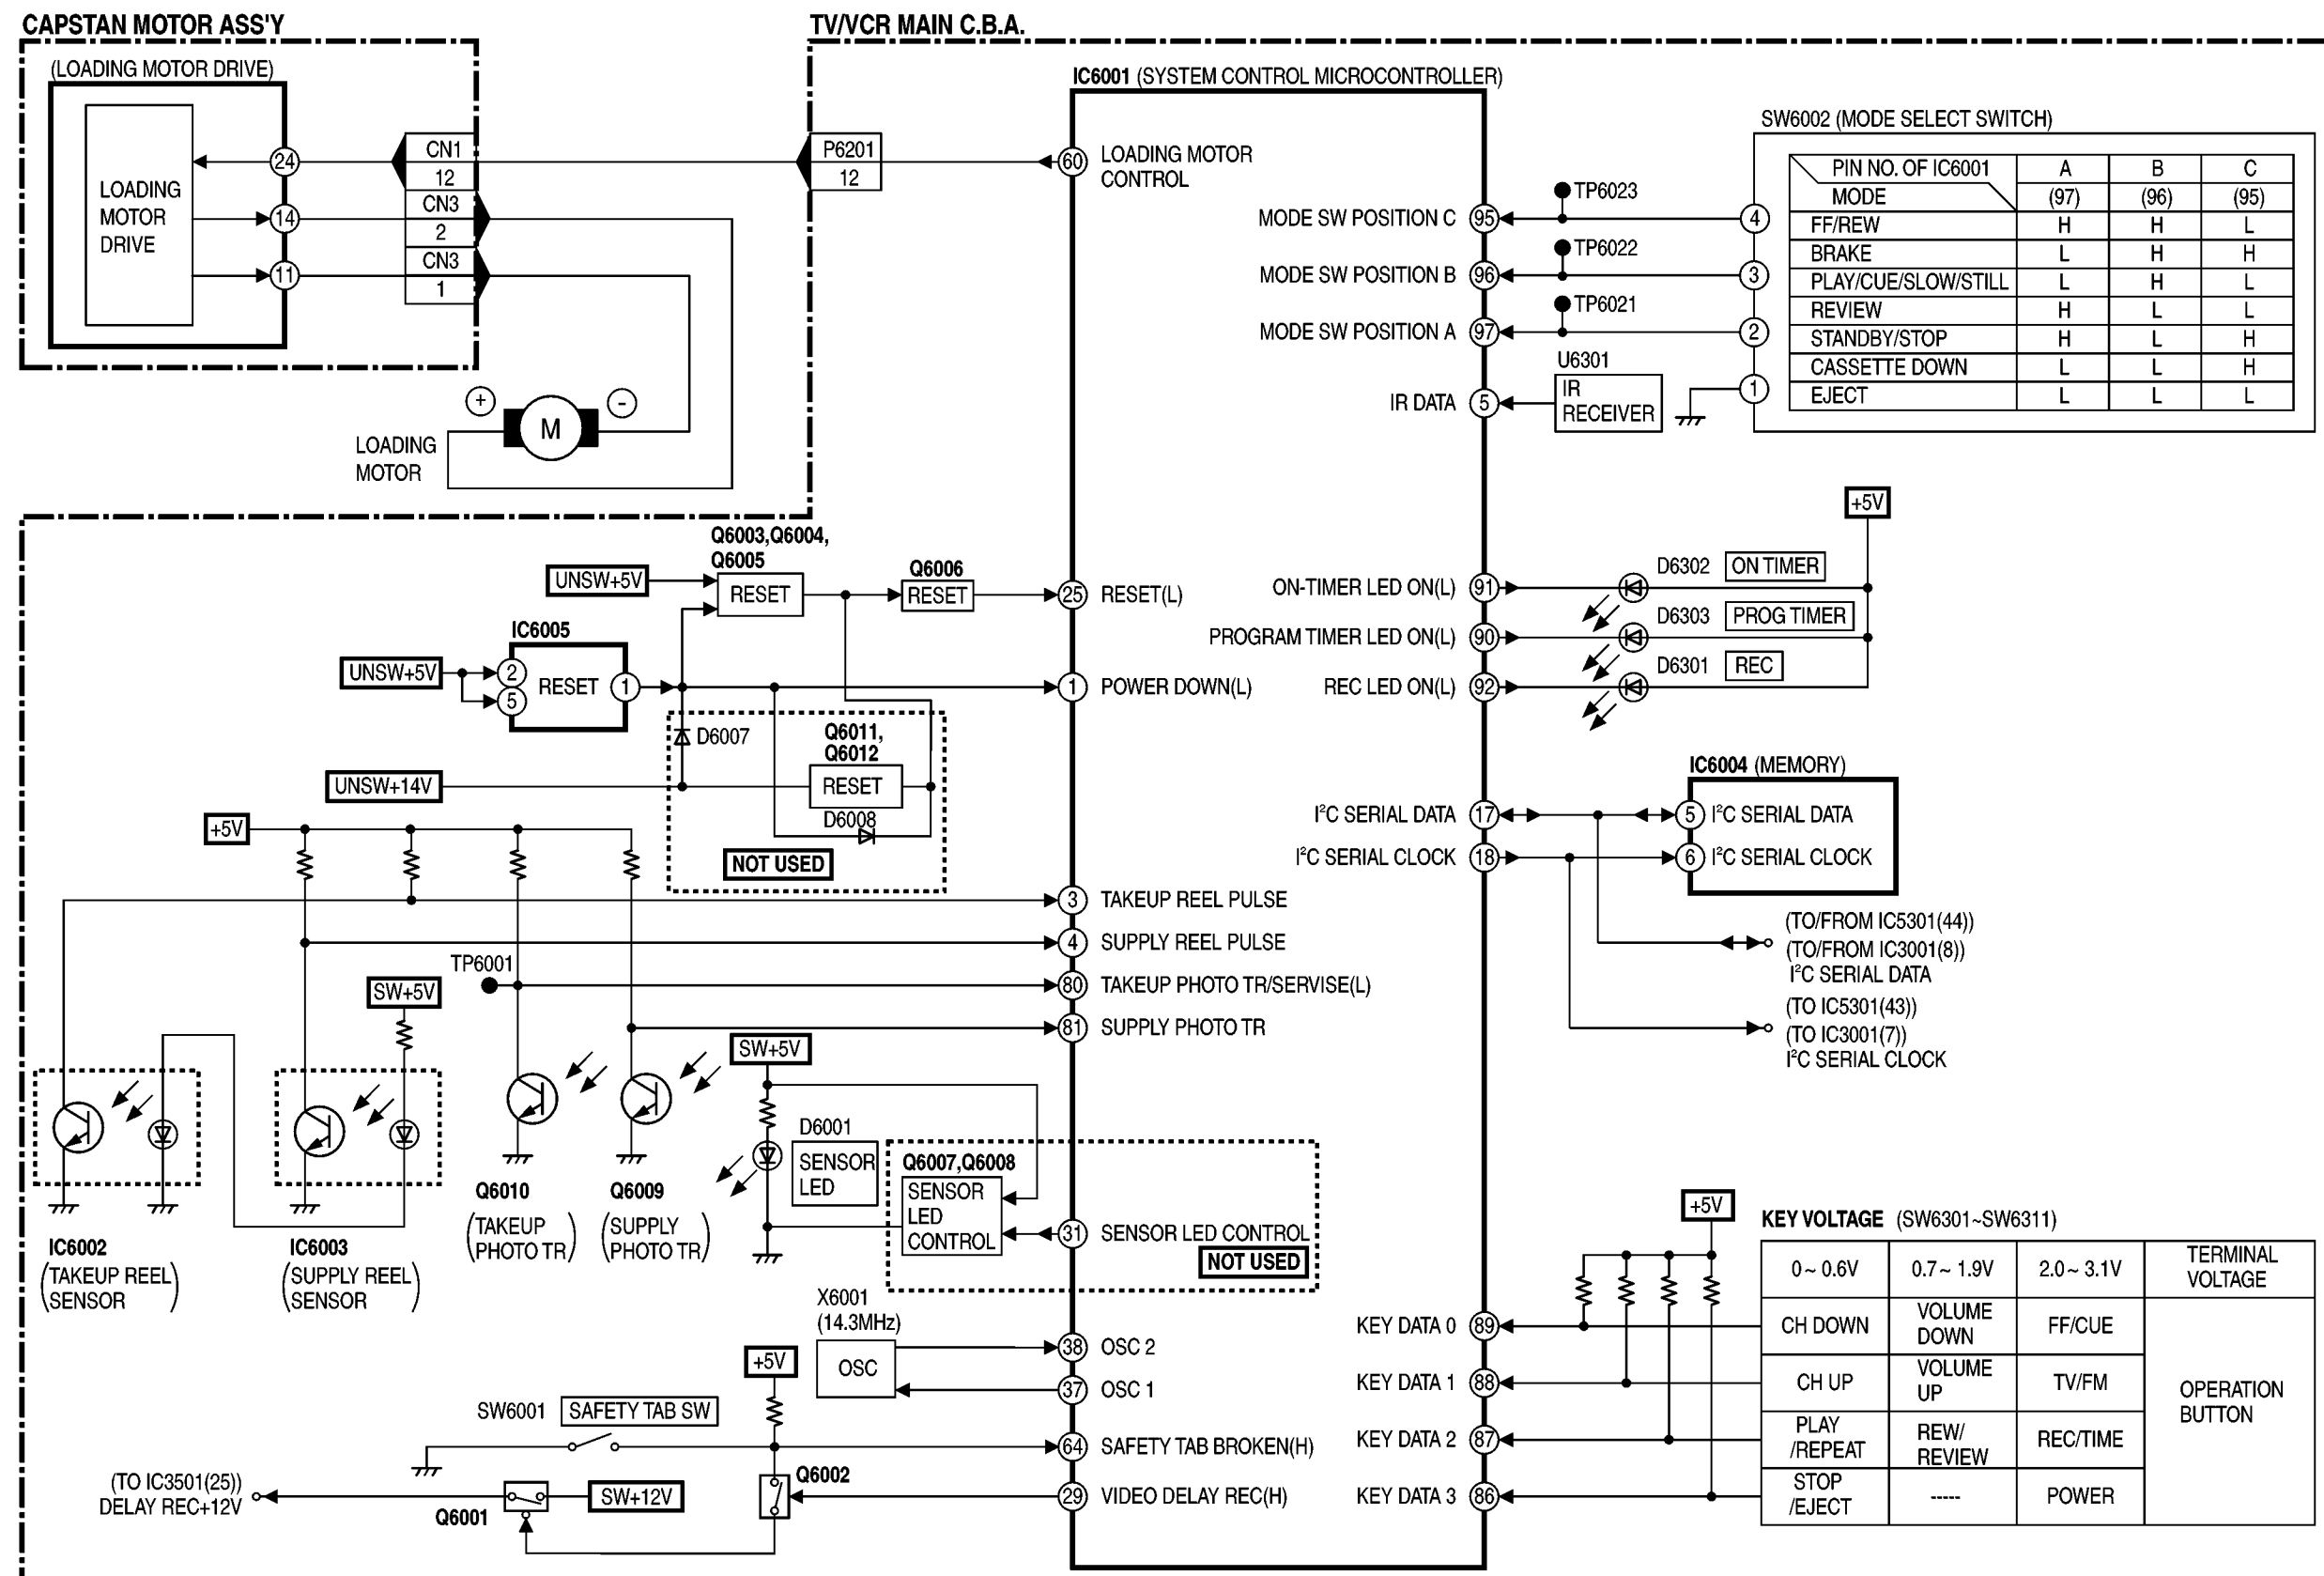 CAPSTAN MOTOR ASS'Y
(LOADING MOTOR DRIVE)
LOADING
MOTOR
DRIVE
24
14
11
CN1
12
CN3
2
CN3
1
+
M
-
LOADING
MOTOR
TV/VCR MAIN C.B.A.
P6201
12
IC6001 (SYSTEM CONTROL MICROCONTROLLER)
60 LOADING MOTOR
CONTROL
MODE SW POSITION C 95
TP6023
4
MODE SW POSITION B 96
TP6022
3
MODE SW POSITION A 97
TP6021
2
IR DATA 5
U6301
IR
RECEIVER
1
SW6002 (MODE SELECT SWITCH)
PIN NO. OF IC6001 A B C
MODE (97) (96) (95)
FF/REW H H L
BRAKE L H H
PLAY/CUE/SLOW/STILL L H L
REVIEW H L L
STANDBY/STOP H L H
CASSETTE DOWN L L H
EJECT L L L
+5V
ON-TIMER LED ON(L) 91
D6302 ON TIMER
PROGRAM TIMER LED ON(L) 90
D6303 PROG TIMER
REC LED ON(L) 92
D6301 REC
Q6003,Q6004,
Q6005
UNSW+5V
RESET
Q6006
RESET
25 RESET(L)
IC6005
UNSW+5V
2
5
RESET 1
1 POWER DOWN(L)
D6007
Q6011,
Q6012
RESET
UNSW+14V
D6008
NOT USED
IC6004 (MEMORY)
I²C SERIAL DATA 17
5 I²C SERIAL DATA
I²C SERIAL CLOCK 18
6 I²C SERIAL CLOCK
(TO/FROM IC5301(44))
(TO/FROM IC3001(8))
I²C SERIAL DATA
(TO IC5301(43))
(TO IC3001(7))
I²C SERIAL CLOCK
+5V
3 TAKEUP REEL PULSE
4 SUPPLY REEL PULSE
TP6001
80 TAKEUP PHOTO TR/SERVISE(L)
81 SUPPLY PHOTO TR
SW+5V
SW+5V
D6001
SENSOR
LED
Q6007,Q6008
SENSOR
LED
CONTROL
31 SENSOR LED CONTROL
NOT USED
IC6002
(TAKEUP REEL
SENSOR)
IC6003
(SUPPLY REEL
SENSOR)
Q6010
(TAKEUP
PHOTO TR)
Q6009
(SUPPLY
PHOTO TR)
X6001
(14.3MHz)
OSC
38 OSC 2
37 OSC 1
+5V
SW6001 SAFETY TAB SW
64 SAFETY TAB BROKEN(H)
Q6002
29 VIDEO DELAY REC(H)
(TO IC3501(25))
DELAY REC+12V
Q6001
SW+12V
+5V
KEY DATA 0 89
KEY DATA 1 88
KEY DATA 2 87
KEY DATA 3 86
KEY VOLTAGE (SW6301~SW6311)
0 ~ 0.6V 0.7 ~ 1.9V 2.0 ~ 3.1V TERMINAL
VOLTAGE
CH DOWN VOLUME
DOWN FF/CUE
CH UP VOLUME
UP TV/FM
OPERATION
BUTTON
PLAY
/REPEAT REW/
REVIEW REC/TIME
STOP
/EJECT ----- POWER